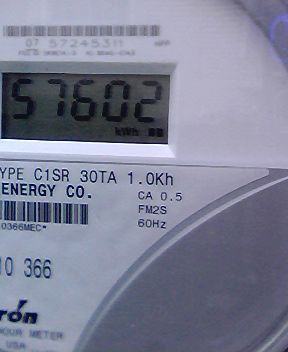 07 57245311
57602
kWh
YPE C1SR 30TA 1.0Kh
ENERGY CO.
CA 0.5
FM2S
0366MEC*
60Hz
10 366
ron
HOUR METER
USA